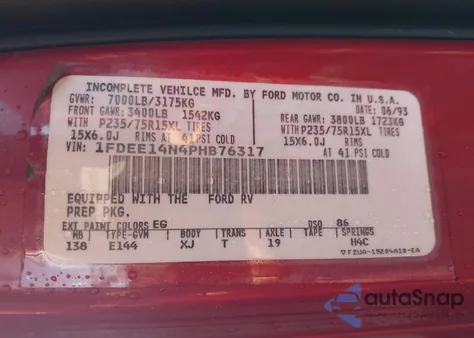 INCOMPLETE VEHILCE MFD. BY FORD MOTOR CO. IN U.S.A.
GVWR: 7000LB/3175KG
DATE: 06/93
FRONT GAWR: 3400LB 1542KG
REAR GAWR: 3800LB 1723KG
WITH P235/75R15XL TIRES
WITH P235/75R15XL TIRES
15X6.0J RIMS AT 41 PSI COLD
15X6.0J RIMS AT 41 PSI COLD
VIN: 1FDEE14N4PHB76317
EQUIPPED WITH THE FORD RV
PREP PKG.
EXT PAINT COLORS EG DSO 86
WB TYPE-GVM BODY TRANS AXLE TAPE SPRINGS
138 E144 XJ T 19 H4C
autoSnap